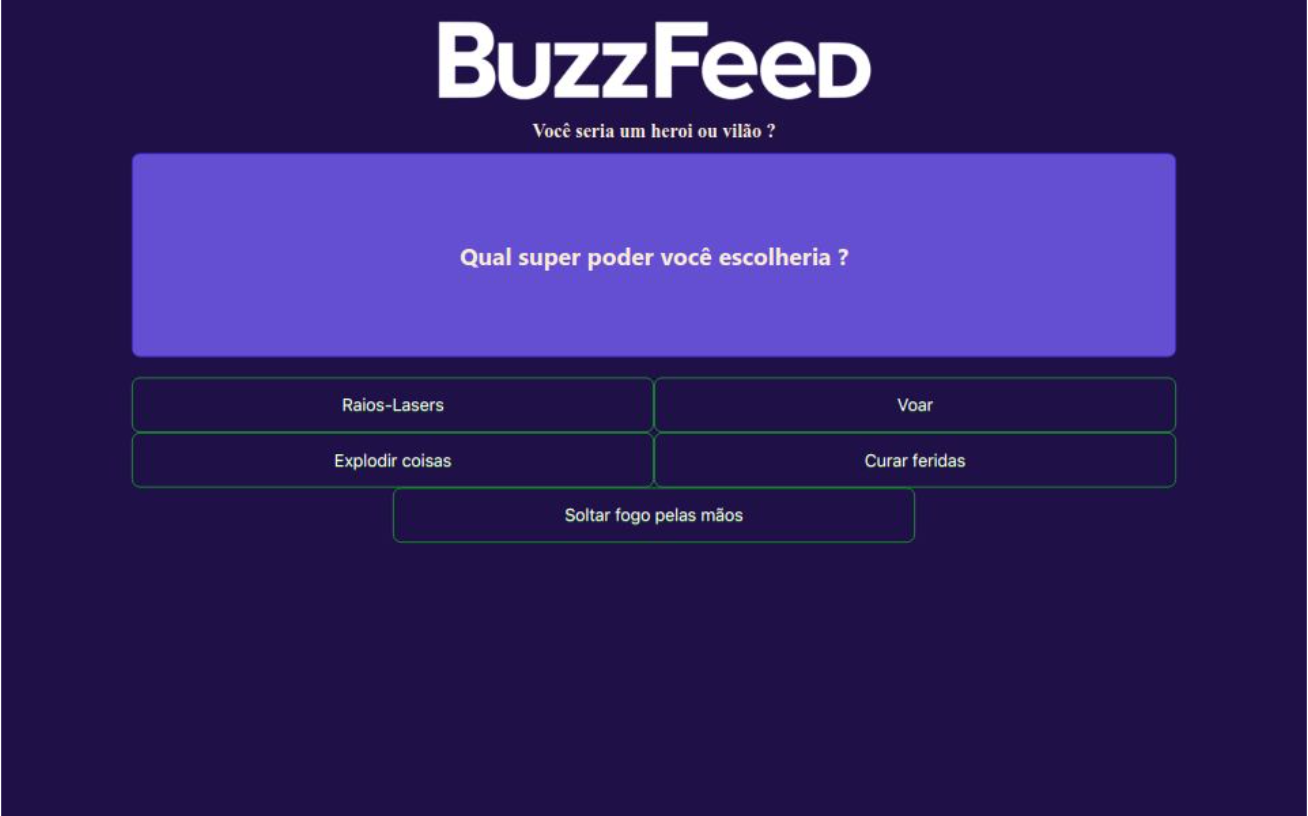 BuzzFeed
Você seria um heroi ou vilão ?
Qual super poder você escolheria ?
Raios-Lasers
Voar
Explodir coisas
Curar feridas
Soltar fogo pelas mãos